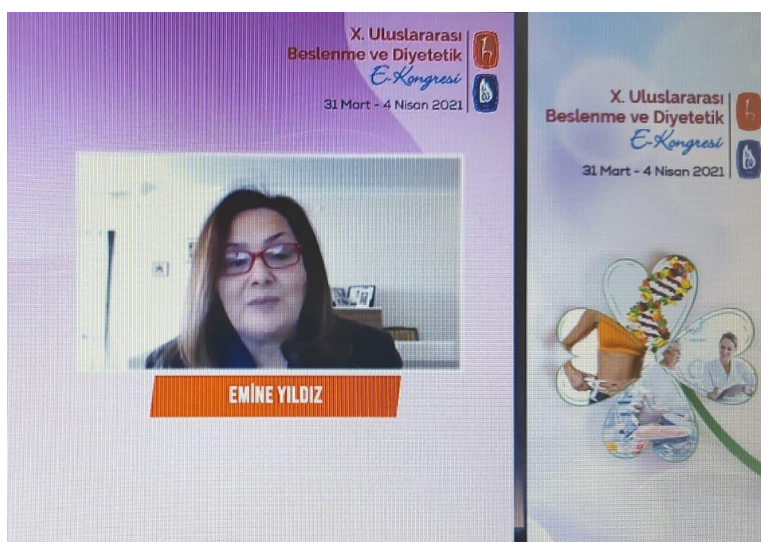 X. Uluslararası
Beslenme ve Diyetetik
E-Kongresi
31 Mart - 4 Nisan 2021
EMİNE YILDIZ
X. Uluslararası
Beslenme ve Diyetetik
E-Kongresi
31 Mart - 4 Nisan 2021